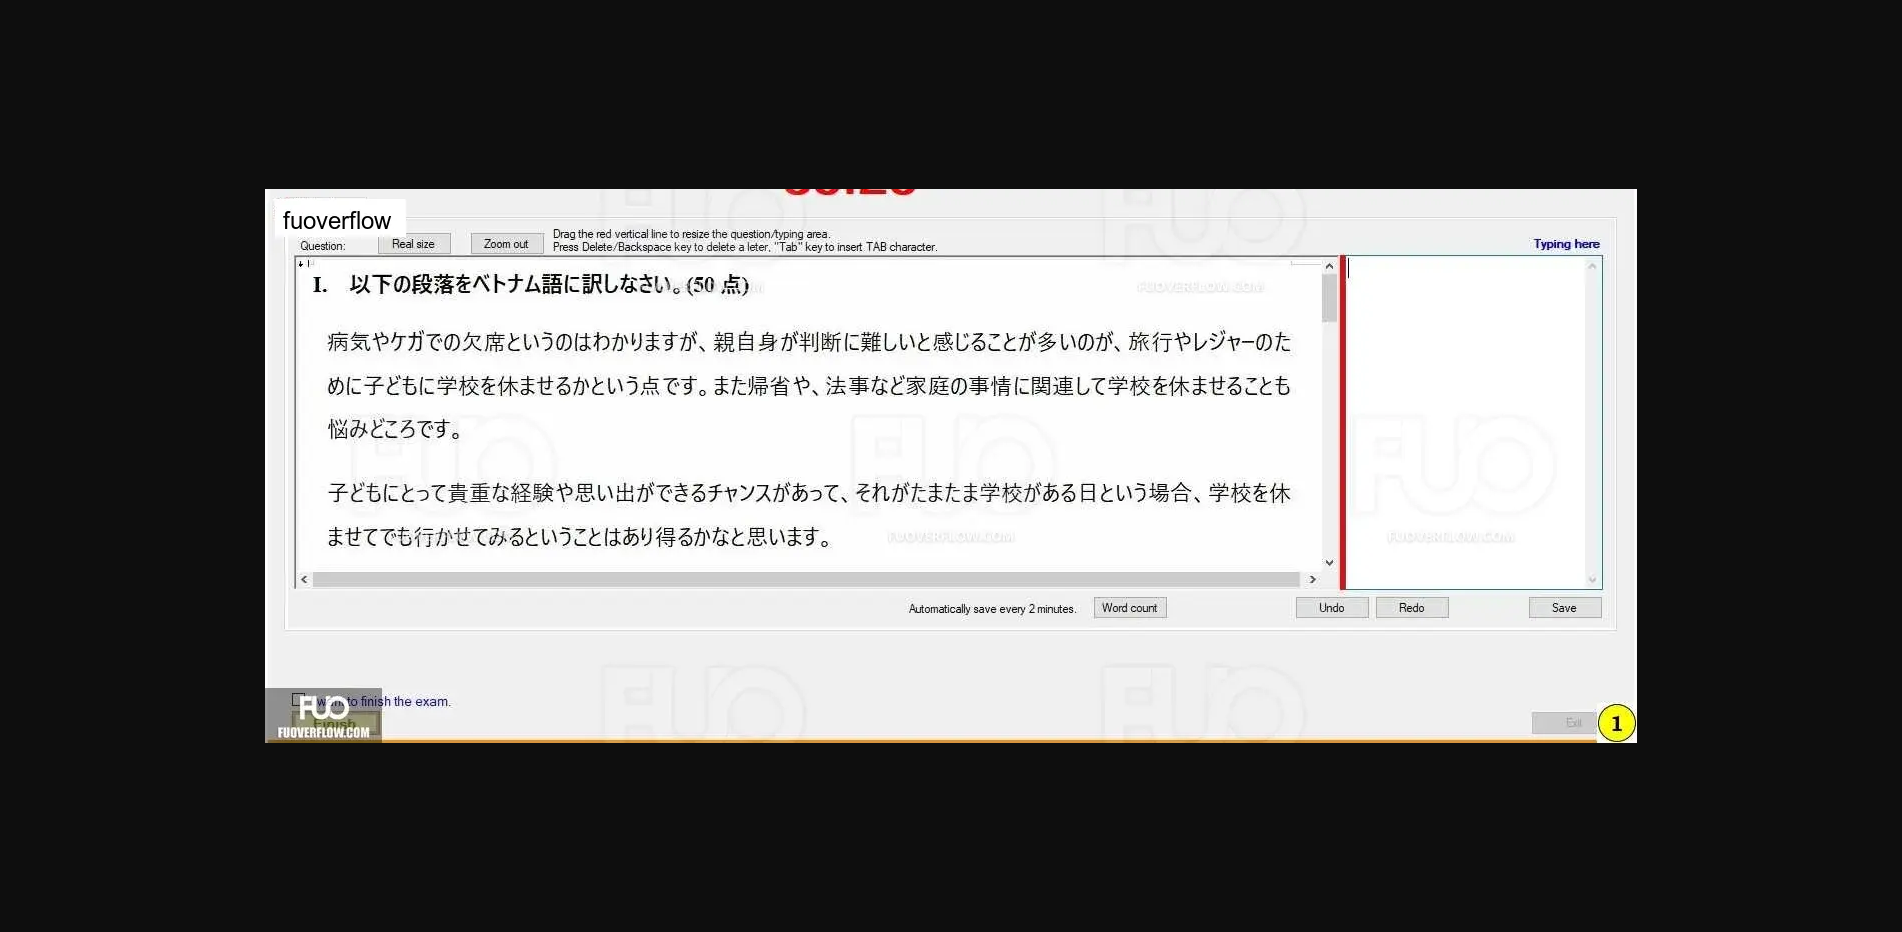 fuoverflow
Question:
Real size
Zoom out
Drag the red vertical line to resize the question/typing area.
Press Delete/Backspace key to delete a leter, "Tab" key to insert TAB character.
Typing here
I. 以下の段落をベトナム語に訳しなさい。(50 点)
FUOVERFLOW.COM
病気やケガでの欠席というのはわかりますが、親自身が判断に難しいと感じることが多いのが、旅行やレジャーのた
めに子どもに学校を休ませるかという点です。また帰省や、法事など家庭の事情に関連して学校を休ませることも
悩みどころです。
子どもにとって貴重な経験や思い出ができるチャンスがあって、それがたまたま学校がある日という場合、学校を休
ませてでも行かせてみるということはあり得るかなと思います。
FUOVERFLOW.COM
FUOVERFLOW.COM
Automatically save every 2 minutes.
Word count
Undo
Redo
Save
want to finish the exam.
FUO
Finish
FUOVERFLOW.COM
Exit
1